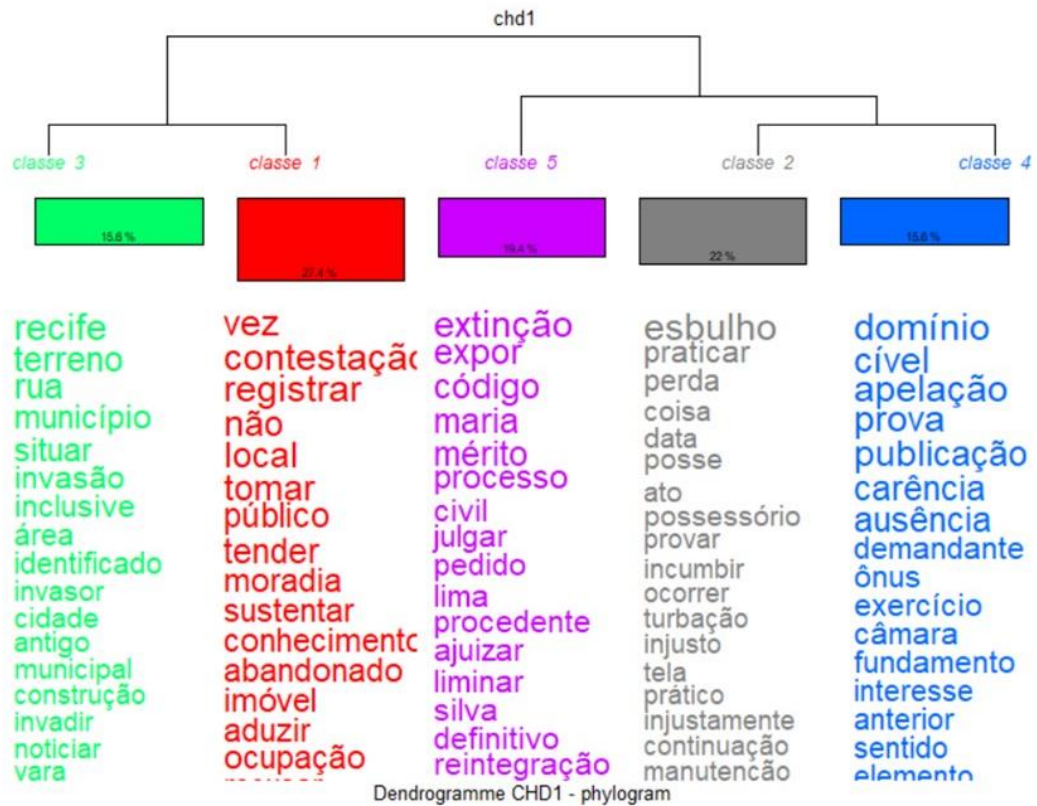 chd1
classe 3
classe 1
classe 5
classe 2
classe 4
15.6 %
27.4 %
19.4 %
22 %
15.6 %
recife
terreno
rua
município
situar
invasão
inclusive
área
identificado
invasor
cidade
antigo
municipal
construção
invadir
noticiar
vara
vez
contestação
registrar
não
local
tomar
público
tender
moradia
sustentar
conhecimento
abandonado
imóvel
aduzir
ocupação
extinção
expor
código
maria
mérito
processo
civil
julgar
pedido
lima
procedente
ajuizar
liminar
silva
definitivo
reintegração
esbulho
praticar
perda
coisa
data
posse
ato
possessório
provar
incumbir
ocorrer
turbação
injusto
tela
prático
injustamente
continuação
manutenção
domínio
cível
apelação
prova
publicação
carência
ausência
demandante
ônus
exercício
câmara
fundamento
interesse
anterior
sentido
elemento
Dendrogramme CHD1 - phylogram